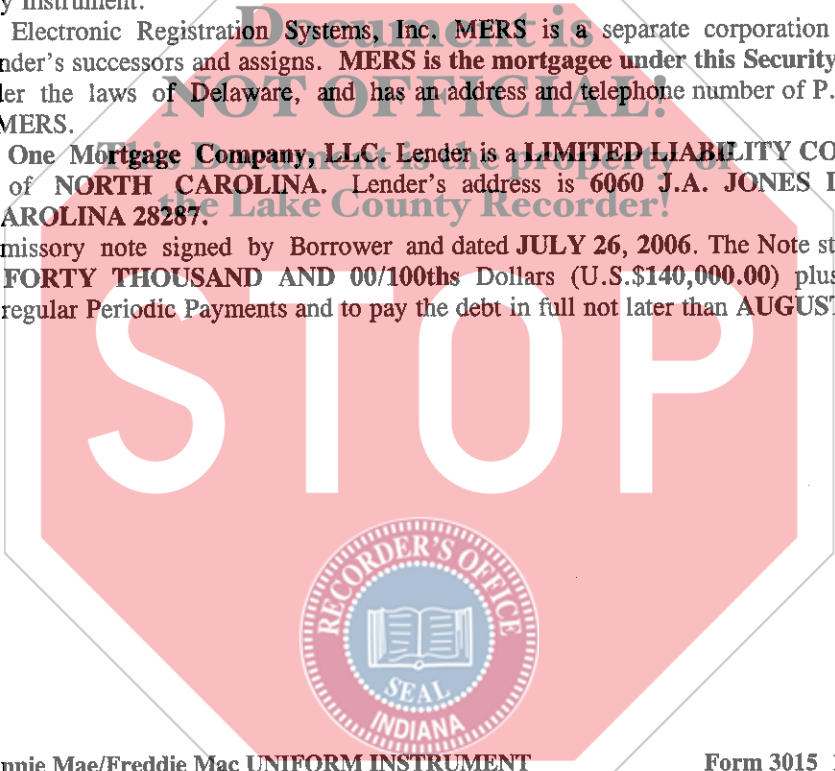 y Instrument.
Document is
Electronic Registration Systems, Inc. MERS is a separate corporation
nder's successors and assigns. MERS is the mortgagee under this Security
NOT OFFICIAL!
ler the laws of Delaware, and has an address and telephone number of P.
MERS.
This Document is the property of
One Mortgage Company, LLC. Lender is a LIMITED LIABILITY CO
of NORTH CAROLINA. Lender's address is 6060 J.A. JONES
the Lake County Recorder!
AROLINA 28287.
missory note signed by Borrower and dated JULY 26, 2006. The Note st
FORTY THOUSAND AND 00/100ths Dollars (U.S.$140,000.00) plus
regular Periodic Payments and to pay the debt in full not later than AUGUST
STOP
RECORDER'S OFFICE
SEAL
INDIANA
nnie Mae/Freddie Mac UNIFORM INSTRUMENT Form 3015